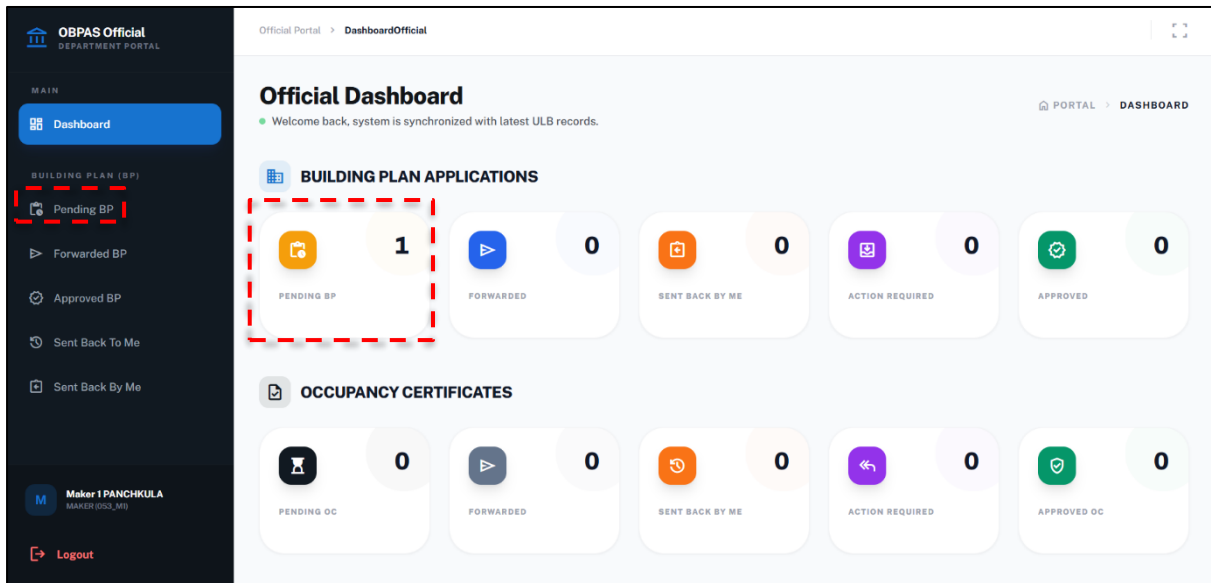 OBPAS Official
DEPARTMENT PORTAL
MAIN
Dashboard
BUILDING PLAN (BP)
Pending BP
Forwarded BP
Approved BP
Sent Back To Me
Sent Back By Me
M
Maker 1 PANCHKULA
MAKER (053_M1)
Logout
Official Portal > DashboardOfficial
Official Dashboard
Welcome back, system is synchronized with latest ULB records.
PORTAL > DASHBOARD
BUILDING PLAN APPLICATIONS
1
PENDING BP
0
FORWARDED
0
SENT BACK BY ME
0
ACTION REQUIRED
0
APPROVED
OCCUPANCY CERTIFICATES
0
PENDING OC
0
FORWARDED
0
SENT BACK BY ME
0
ACTION REQUIRED
0
APPROVED OC